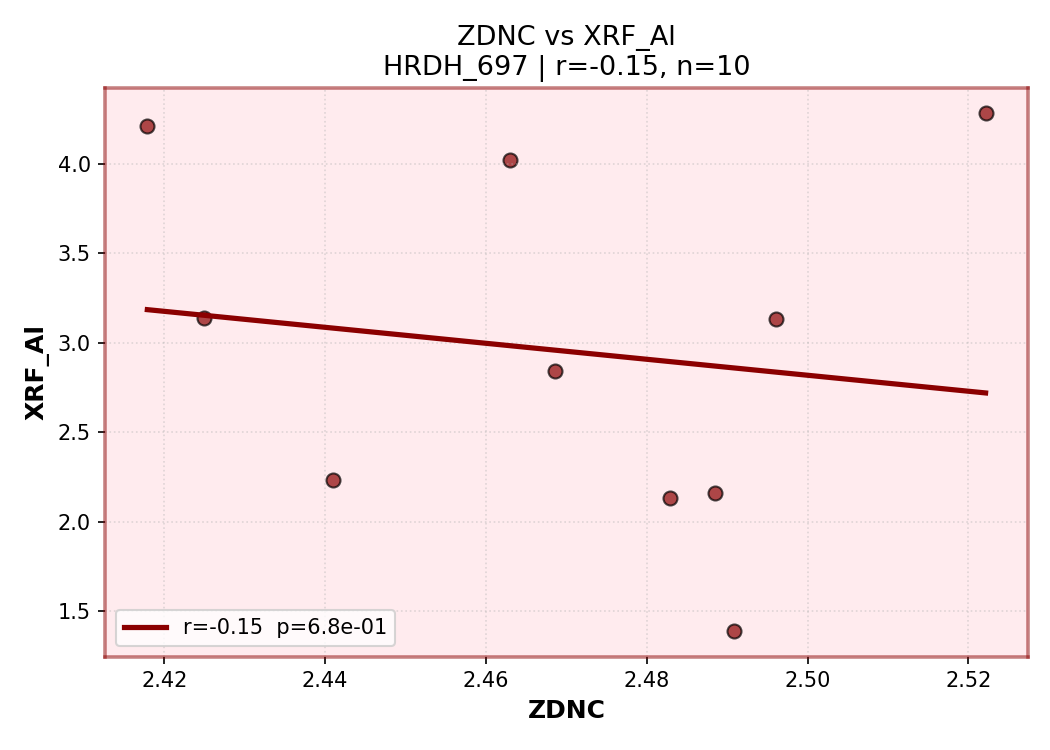 ZDNC vs XRF_Al
HRDH_697 | r=-0.15, n=10
XRF_Al
4.0
3.5
3.0
2.5
2.0
1.5
r=-0.15  p=6.8e-01
2.42
2.44
2.46
2.48
2.50
2.52
ZDNC